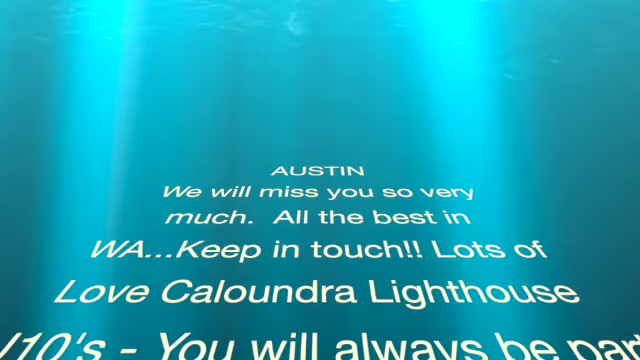 AUSTIN
We will miss you so very
much. All the best in
WA...Keep in touch!! Lots of
Love Caloundra Lighthouse
10's - You will always be